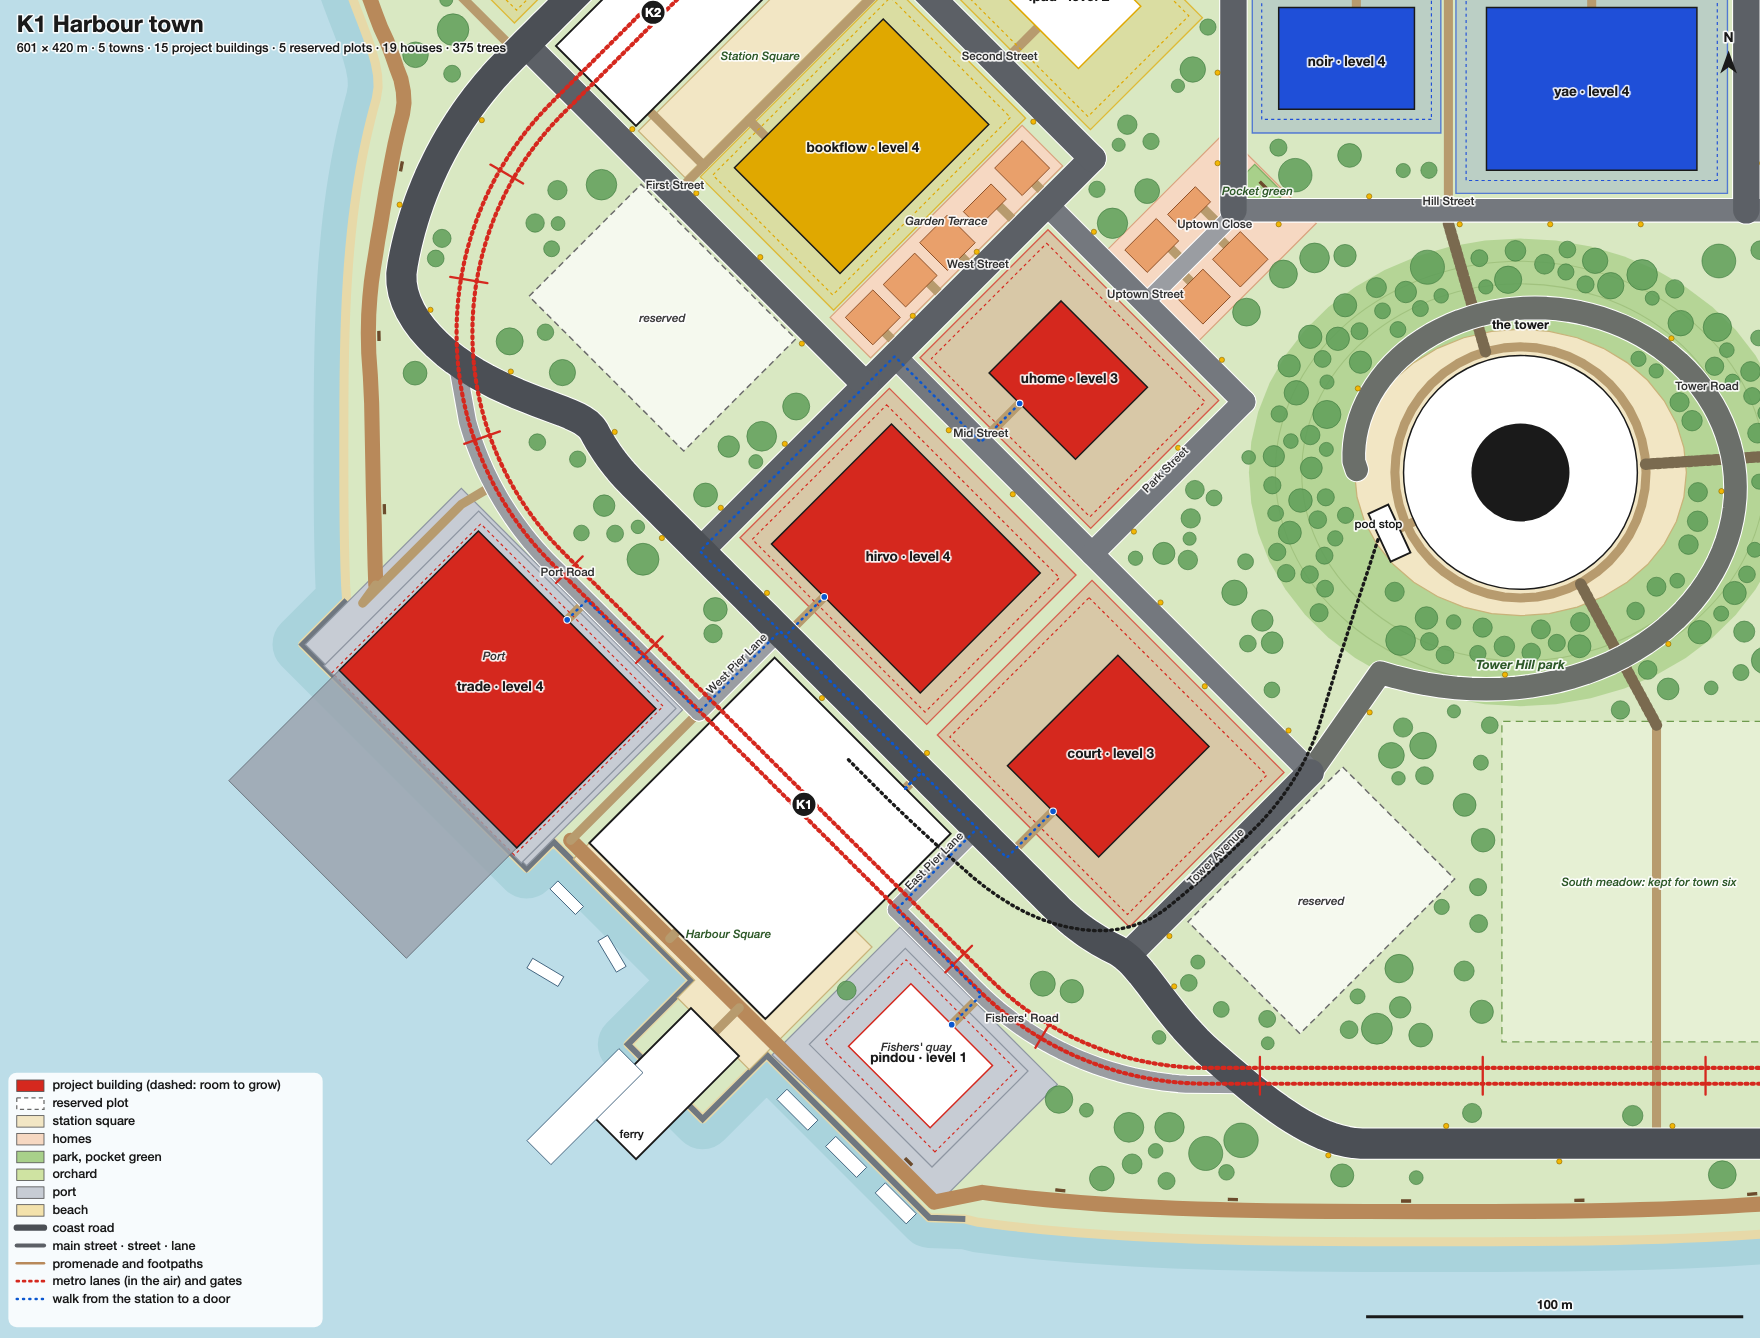 K1 Harbour town
601 × 420 m · 5 towns · 15 project buildings · 5 reserved plots · 19 houses · 375 trees
K2
Station Square
Second Street
noir · level 4
yae · level 4
N
bookflow · level 4
First Street
Garden Terrace
West Street
Pocket green
Uptown Close
Hill Street
Uptown Street
reserved
the tower
Tower Road
uhome · level 3
Mid Street
Park Street
pod stop
hirvo · level 4
Port Road
Port
trade · level 4
West Pier Lane
Tower Hill park
court · level 3
K1
East Pier Lane
Tower Avenue
South meadow: kept for town six
reserved
Harbour Square
Fishers' Road
Fishers' quay
pindou · level 1
ferry
project building (dashed: room to grow)
reserved plot
station square
homes
park, pocket green
orchard
port
beach
coast road
main street · street · lane
promenade and footpaths
metro lanes (in the air) and gates
walk from the station to a door
100 m